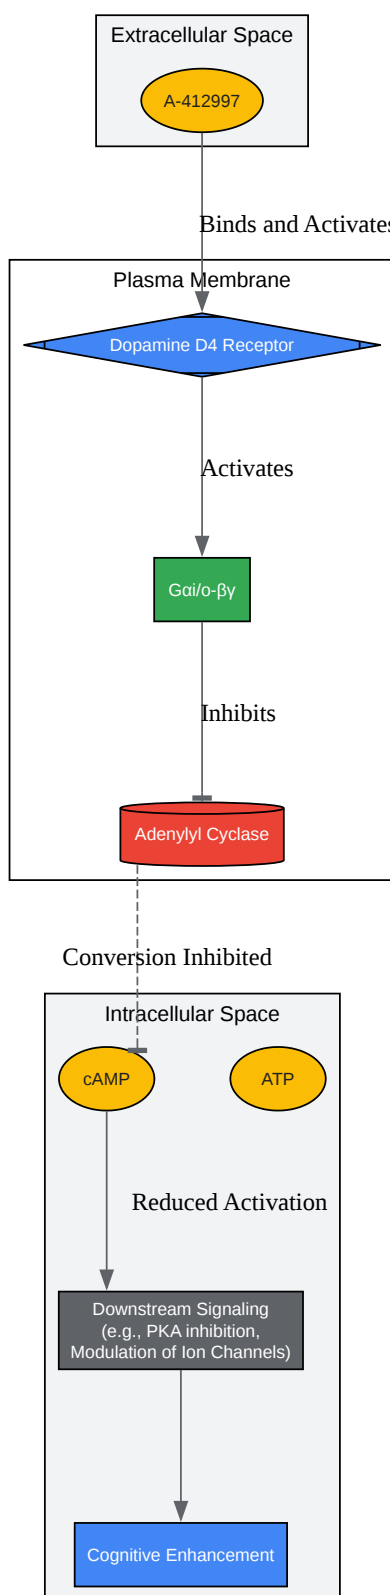 Extracellular Space
A-412997
Binds and Activates
Plasma Membrane
Dopamine D4 Receptor
Activates
Gαi/o-βγ
Inhibits
Adenylyl Cyclase
Conversion Inhibited
Intracellular Space
cAMP
ATP
Reduced Activation
Downstream Signaling
(e.g., PKA inhibition,
Modulation of Ion Channels)
Cognitive Enhancement